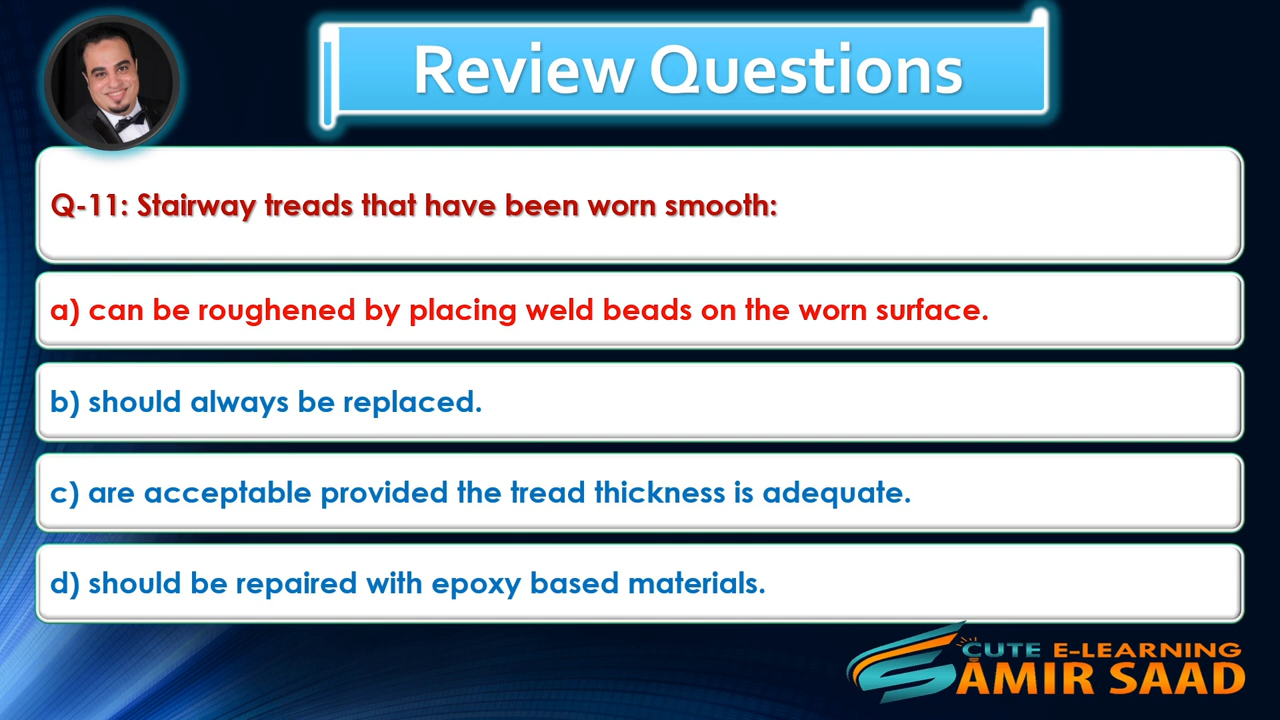 Review Questions
Q-11: Stairway treads that have been worn smooth:
a) can be roughened by placing weld beads on the worn surface.
b) should always be replaced.
c) are acceptable provided the tread thickness is adequate.
d) should be repaired with epoxy based materials.
CUTE E-LEARNING
AMIR SAAD